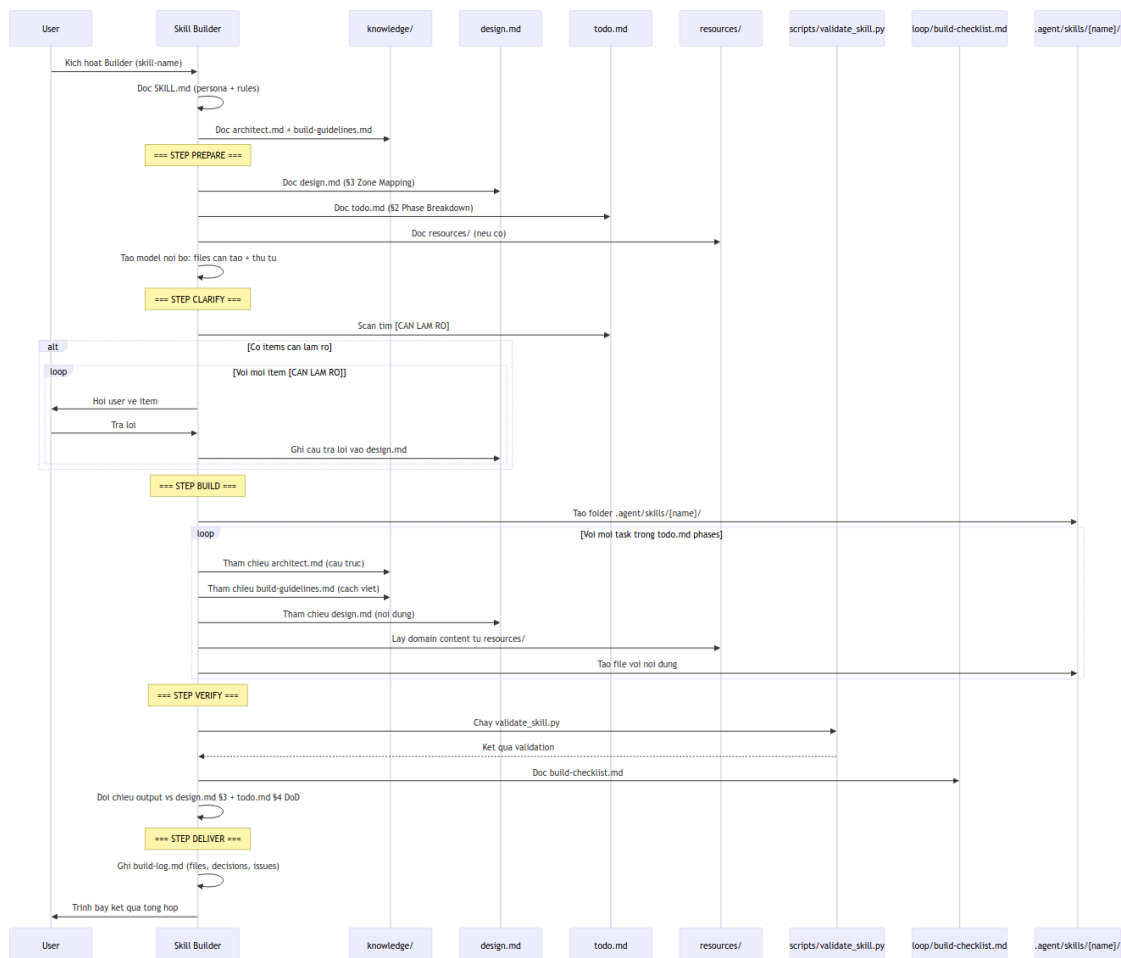 User
Skill Builder
knowledge/
design.md
todo.md
resources/
scripts/validate_skill.py
loop/build-checklist.md
.agent/skills/{name}/
Kich hoat Builder (skill-name)
Doc SKILL.md (persona + rules)
Doc architect.md + build-guidelines.md
=== STEP PREPARE ===
Doc design.md (§3 Zone Mapping)
Doc todo.md (§2 Phase Breakdown)
Doc resources/ (neu co)
Tao model noi bo: files can tao + thu tu
=== STEP CLARIFY ===
Scan tim [CAN LAM RO]
alt
[Co items can lam ro]
loop
[Voi moi item [CAN LAM RO]]
Hoi user ve item
Tra loi
Ghi cau tra loi vao design.md
=== STEP BUILD ===
Tao folder .agent/skills/{name}/
loop
[Voi moi task trong todo.md phases]
Tham chieu architect.md (cau truc)
Tham chieu build-guidelines.md (cach viet)
Tham chieu design.md (noi dung)
Lay domain content tu resources/
Tao file voi noi dung
=== STEP VERIFY ===
Chay validate_skill.py
Ket qua validation
Doc build-checklist.md
Doi chieu output vs design.md §3 + todo.md §4 DoD
=== STEP DELIVER ===
Ghi build-log.md (files, decisions, issues)
Trinh bay ket qua tong hop
User
Skill Builder
knowledge/
design.md
todo.md
resources/
scripts/validate_skill.py
loop/build-checklist.md
.agent/skills/{name}/